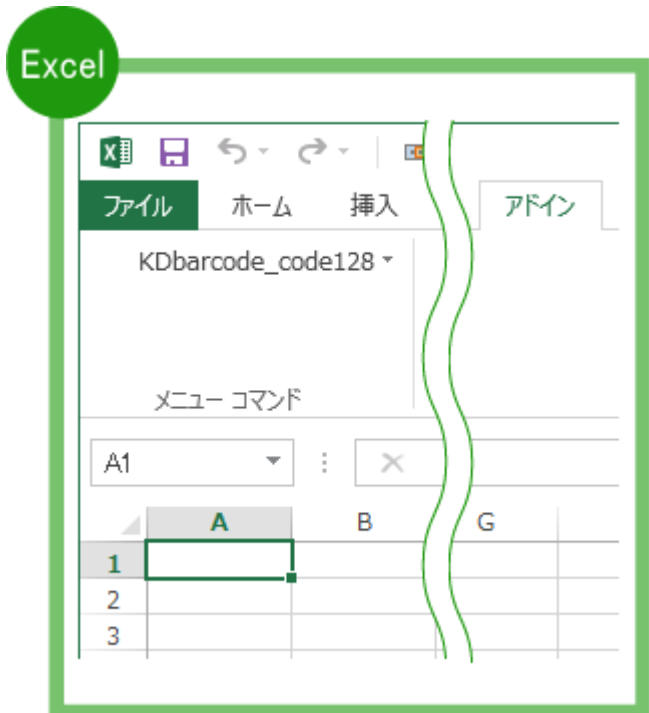 Excel
ファイル ホーム 挿入 アドイン
KDbarcode_code128
メニュー コマンド
A1
A B G
1
2
3